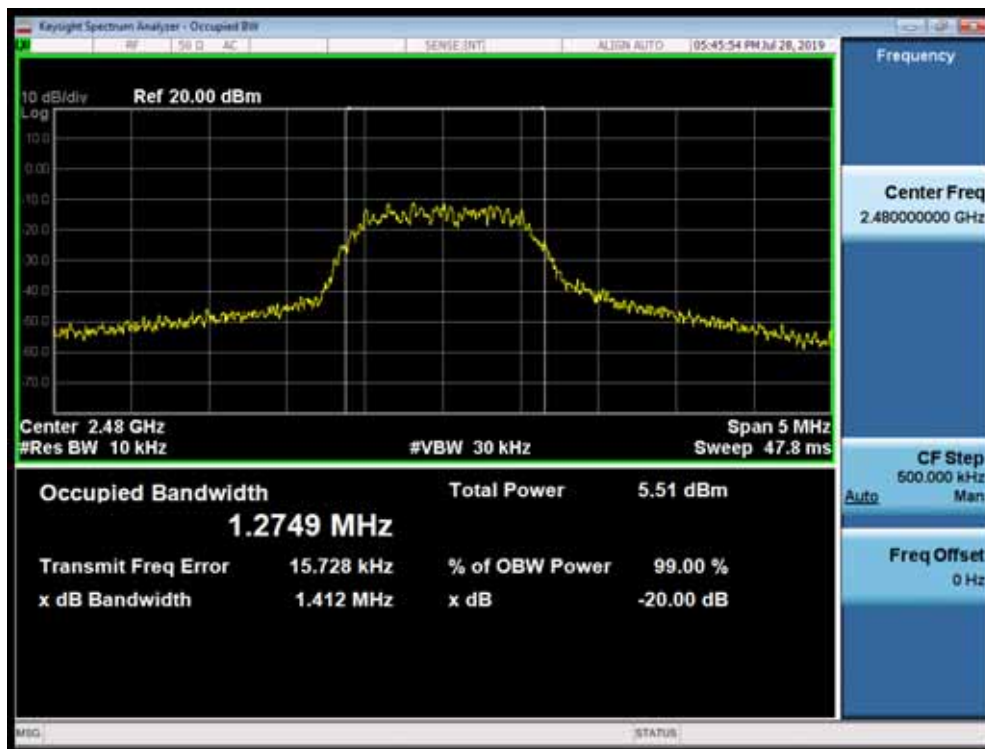 Keysight Spectrum Analyzer - Occupied BW
RF 50 Ω AC SENSE:INT ALIGN AUTO 05:45:54 PM Jul 28, 2019
Frequency
10 dB/div Ref 20.00 dBm
Log
10.0
0.00
-10.0
-20.0
-30.0
-40.0
-50.0
-60.0
-70.0
Center 2.48 GHz Span 5 MHz
#Res BW 10 kHz #VBW 30 kHz Sweep 47.8 ms
Occupied Bandwidth Total Power 5.51 dBm
1.2749 MHz
Transmit Freq Error 15.728 kHz % of OBW Power 99.00 %
x dB Bandwidth 1.412 MHz x dB -20.00 dB
Center Freq
2.480000000 GHz
CF Step
500.000 kHz
Auto Man
Freq Offset
0 Hz
MSG STATUS